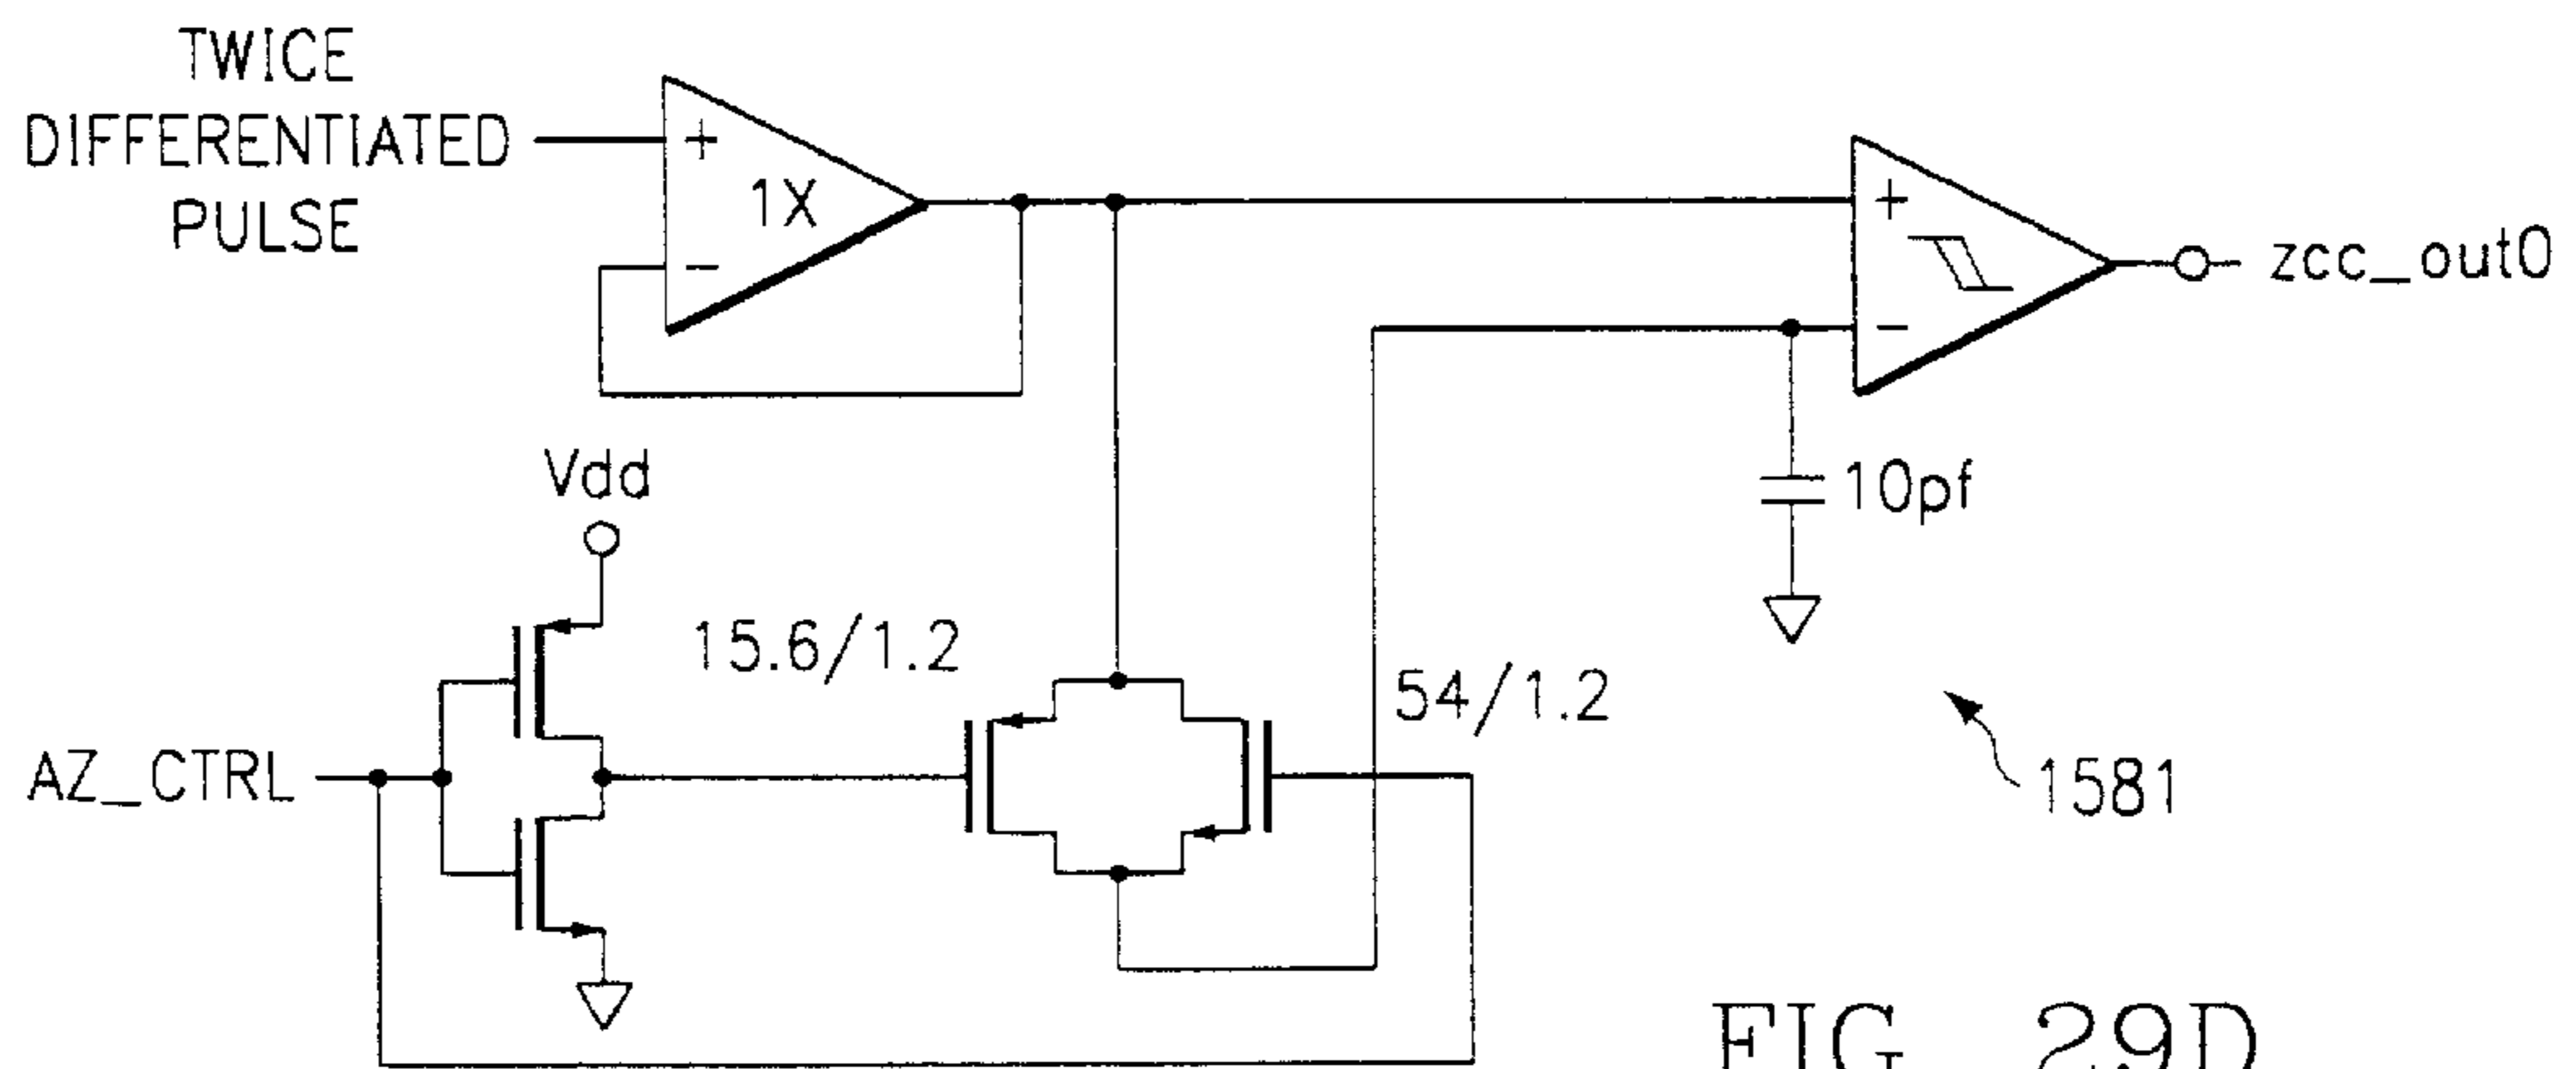 TWICE
DIFFERENTIATED
PULSE
+
1X
−
+
−
zcc_out0
Vdd
10pf
15.6/1.2
54/1.2
AZ_CTRL
1581
FIG. 29D